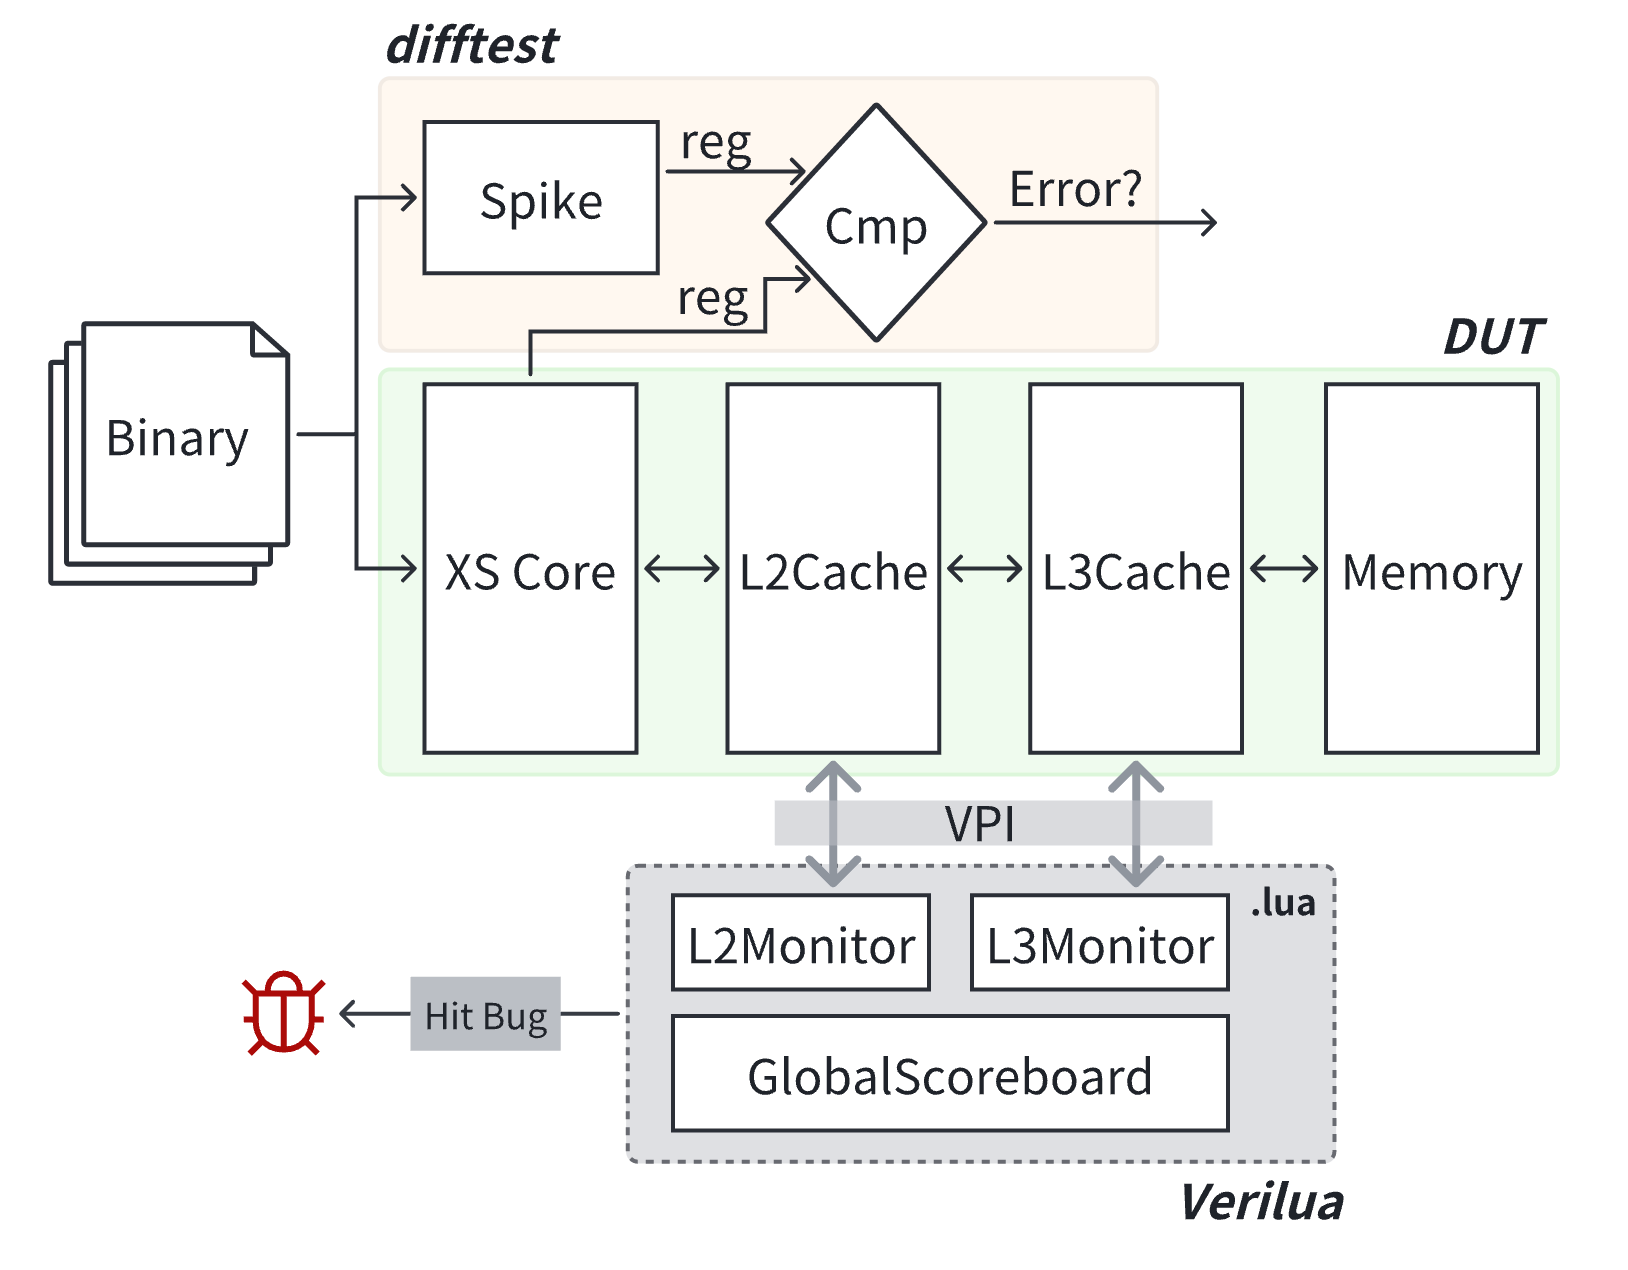 difftest
reg
Spike
Cmp
Error?
reg
DUT
Binary
XS Core
L2Cache
L3Cache
Memory
VPI
.lua
L2Monitor
L3Monitor
Hit Bug
GlobalScoreboard
Verilua